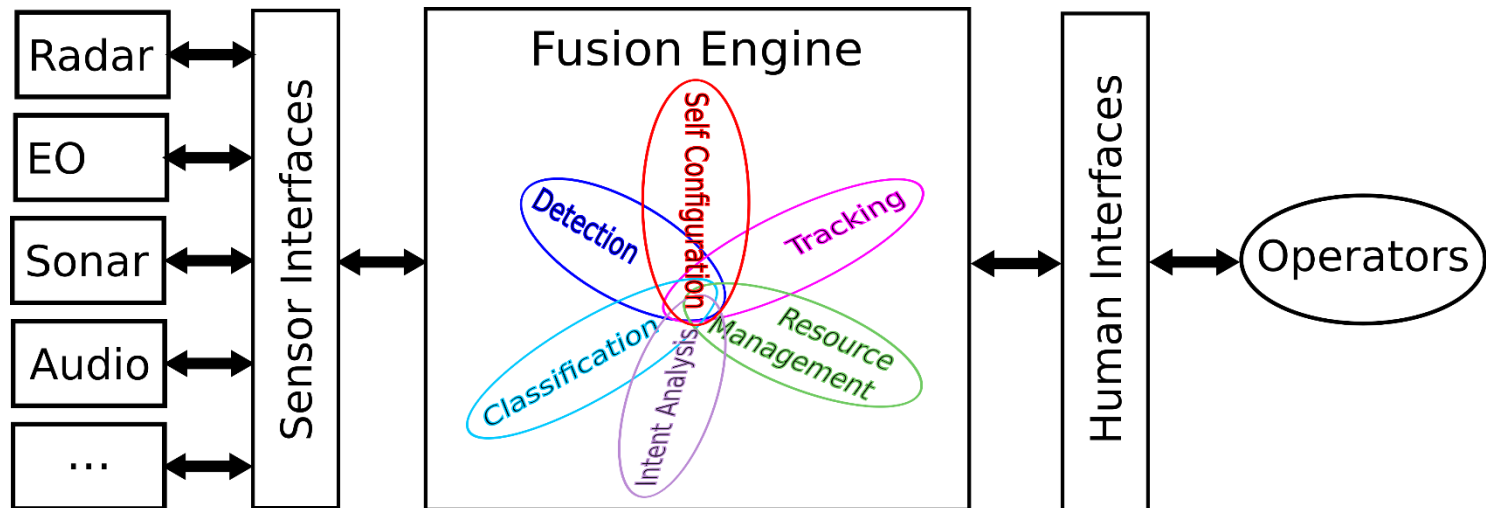 Radar
EO
Sonar
Audio
...
Sensor Interfaces
Fusion Engine
Self Configuration
Detection
Tracking
Classification
Intent Analysis
Resource
Management
Human Interfaces
Operators